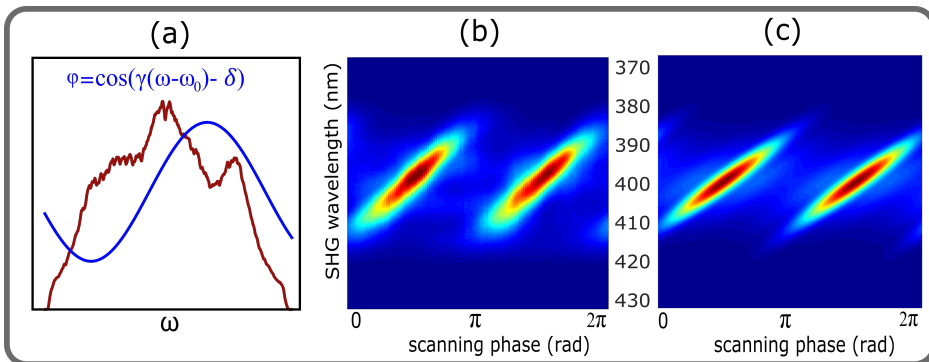 (a)
φ=cos(γ(ω-ω₀)- δ)
ω
(b)
SHG wavelength (nm)
0 π 2π
scanning phase (rad)
(c)
370
380
390
400
410
420
430
0 π 2π
scanning phase (rad)